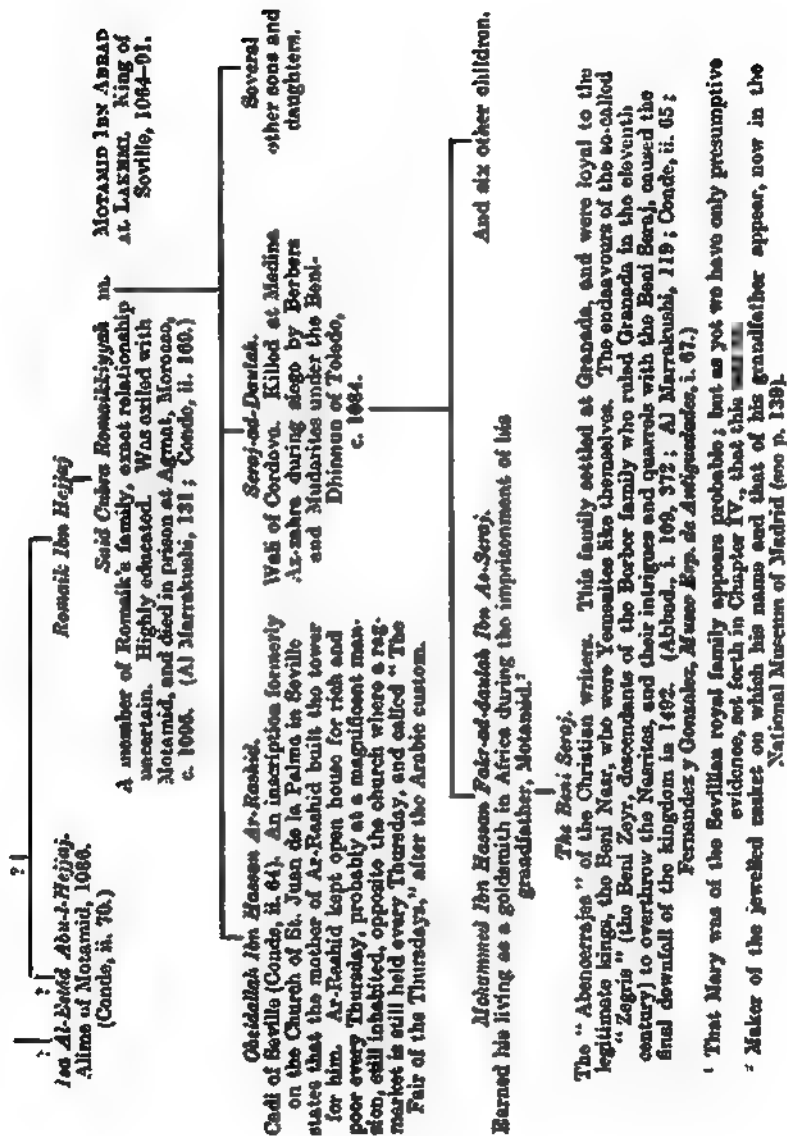 ?
? ?
Ibn Al-Bahid Abu-l-Hejjaj.
Alime of Motamid, 1086.
(Conde, ii. 70.)
Romaik Ibn Hejjaj
Said Cubra Romaikiyyah m.
A member of Romaik's family, exact relationship
uncertain. Highly educated. Was exiled with
Motamid, and died in prison at Agmat, Morocco,
(Al Marrakushi, 131; Conde, ii. 169.)
MOTAMID IBN ABBAD
AL LAKHMI, King of
Seville, 1064-91.
Obeidallah Ibn Hassan Ar-Rashid.
Cadi of Seville (Conde, ii. 64). An inscription formerly
on the Church of St. Juan de la Palma in Seville
states that the mother of Ar-Rashid built the tower
for him. Ar-Rashid kept open house for rich and
poor every Thursday, probably at a magnificent man-
sion, still inhabited, opposite the church where a rag-
market is still held every Thursday, and called "The
Fair of the Thursdays," after the Arabic custom.
Seraj-ad-Daulah.
Wali of Cordova. Killed at Medina
Az-zahra during siege by Berbers
and Mudarites under the Beni-
Dhinnun of Toledo,
Several
other sons and
daughters.
Mohammed Ibn Hassan Fakr-ad-daulah Ibn As-Seraj.
Earned his living as a goldsmith in Africa during the imprisonment of his
grandfather, Motamid.²
And six other children.
The Beni Seraj.
The "Abencerrajes" of the Christian writers. This family settled at Granada, and were loyal to the
legitimate kings, the Beni Nasr, who were Yemenites like themselves. The endeavours of the so-called
"Zegris" (the Beni Zeyr, descendants of the Berber family who ruled Granada in the eleventh
century) to overthrow the Nasrites, and their intrigues and quarrels with the Beni Seraj, caused the
final downfall of the kingdom in 1492. (Abbad, i. 169, 372; Al Marrakushi, 119; Conde, ii. 65;
Fernandez y Gonzalez, Museo Esp. de Antiguedades, i. 67.)
¹ That Mary was of the Sevillian royal family appears probable; but as yet we have only presumptive
evidence, set forth in Chapter IV., that this
² Maker of the jewelled casket on which his name and that of his grandfather appear, now in the
National Museum of Madrid (see p. 139).